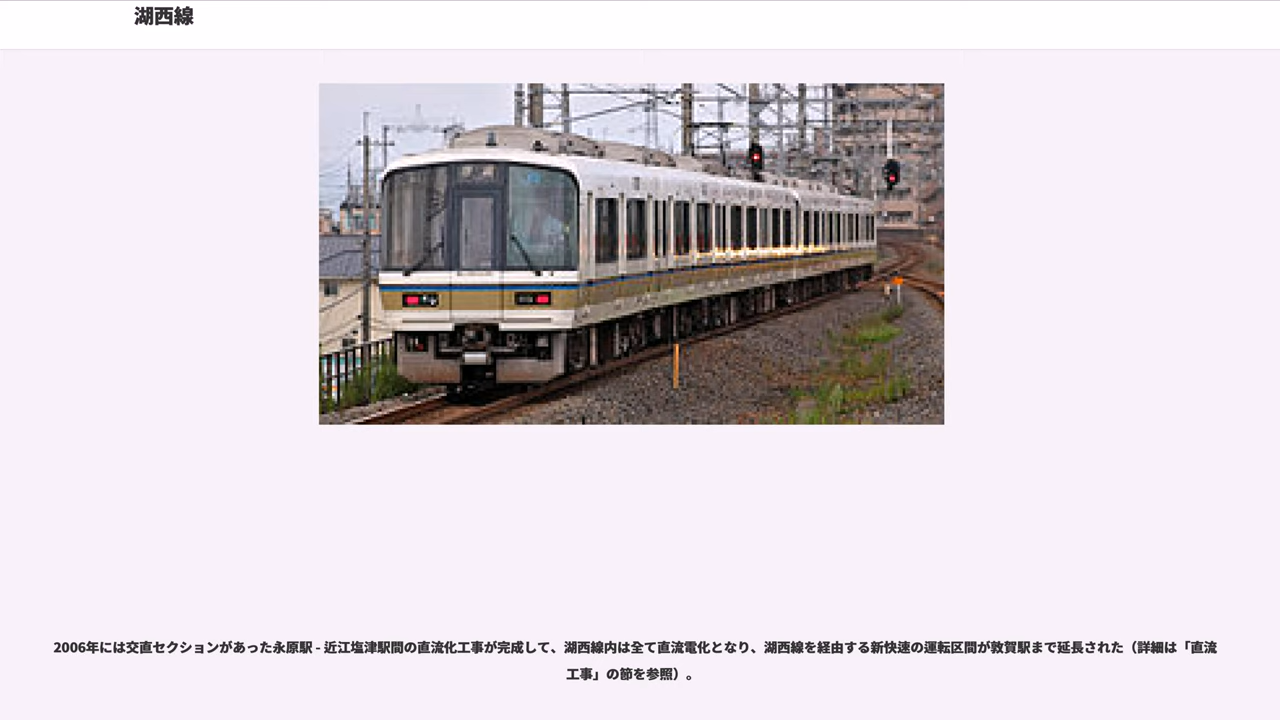 湖西線
2006年には交直セクションがあった永原駅 - 近江塩津駅間の直流化工事が完成して、湖西線内は全て直流電化となり、湖西線を経由する新快速の運転区間が敦賀駅まで延長された（詳細は「直流
工事」の節を参照）。